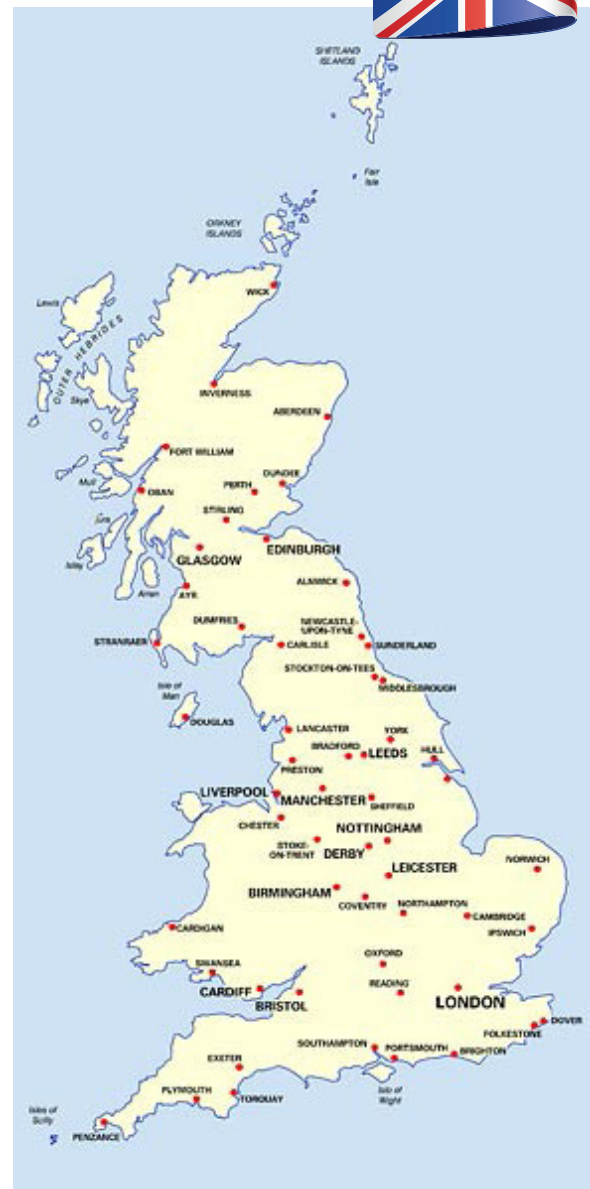 SHETLAND
ISLANDS
Fair
Isle
ORKNEY
ISLANDS
WICK
Lewis
OUTER HEBRIDES
Skye
INVERNESS
ABERDEEN
FORT WILLIAM
Mull
OBAN
PERTH
DUNDEE
STIRLING
Jura
EDINBURGH
GLASGOW
Islay
Arran
AYR
ALNWICK
DUMFRIES
NEWCASTLE-
UPON-TYNE
STRANRAER
CARLISLE
SUNDERLAND
STOCKTON-ON-TEES
MIDDLESBROUGH
Isle of
Man
DOUGLAS
LANCASTER
YORK
BRADFORD
LEEDS
HULL
PRESTON
LIVERPOOL
MANCHESTER
SHEFFIELD
CHESTER
NOTTINGHAM
STOKE-
ON-TRENT
DERBY
LEICESTER
NORWICH
BIRMINGHAM
COVENTRY
NORTHAMPTON
CAMBRIDGE
CARDIGAN
IPSWICH
OXFORD
SWANSEA
CARDIFF
READING
BRISTOL
LONDON
DOVER
FOLKESTONE
SOUTHAMPTON
PORTSMOUTH
BRIGHTON
EXETER
PLYMOUTH
TORQUAY
Isle of
Wight
Isles of
Scilly
PENZANCE